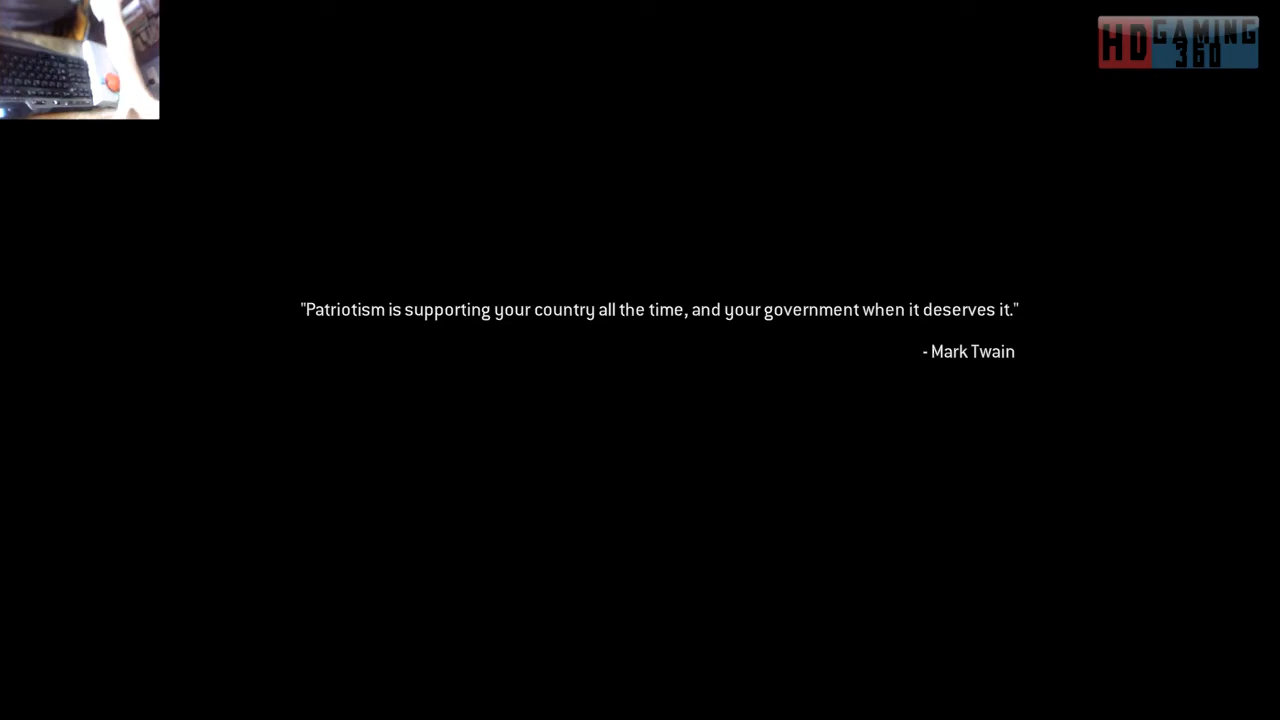 HD GAMING
360
"Patriotism is supporting your country all the time, and your government when it deserves it."
- Mark Twain